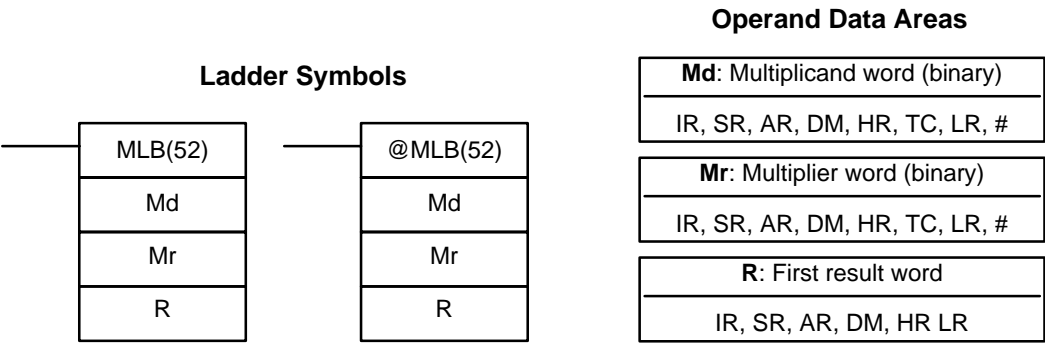 Operand Data Areas
Ladder Symbols
MLB(52)
Md
Mr
R
@MLB(52)
Md
Mr
R
Md: Multiplicand word (binary)
IR, SR, AR, DM, HR, TC, LR, #
Mr: Multiplier word (binary)
IR, SR, AR, DM, HR, TC, LR, #
R: First result word
IR, SR, AR, DM, HR LR